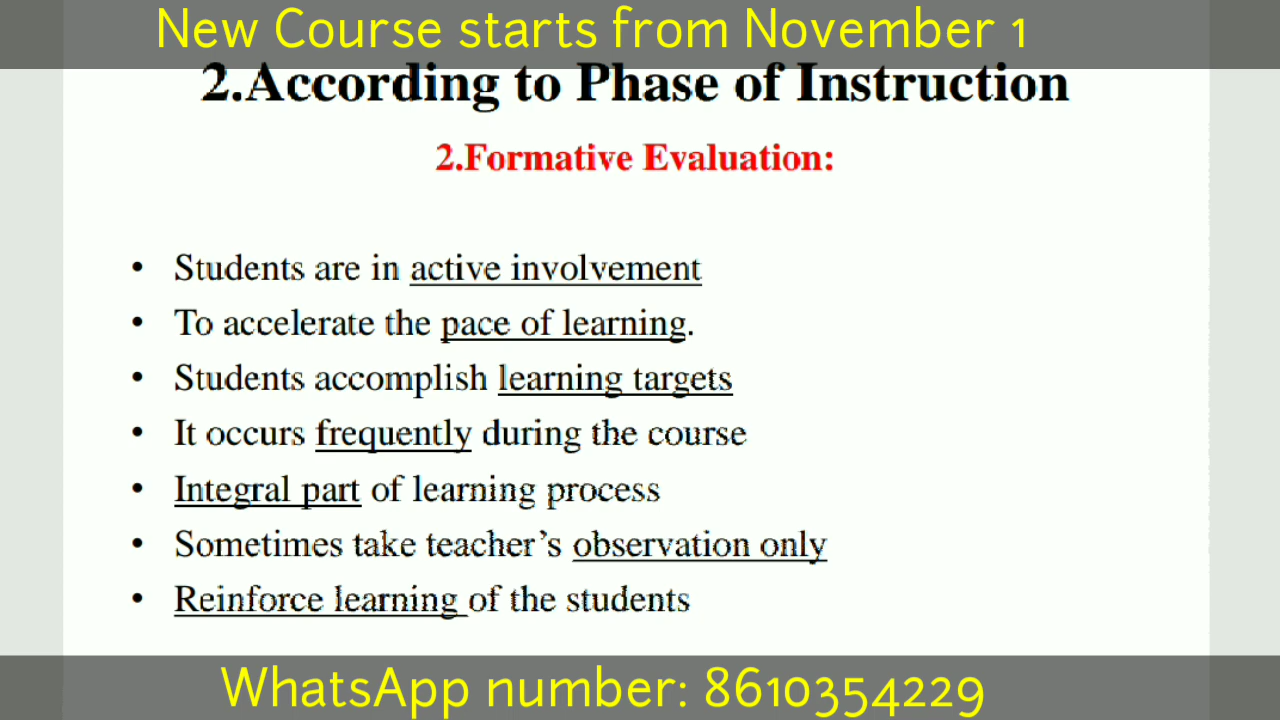 New Course starts from November 1
2.According to Phase of Instruction
2.Formative Evaluation:
• Students are in active involvement
• To accelerate the pace of learning.
• Students accomplish learning targets
• It occurs frequently during the course
• Integral part of learning process
• Sometimes take teacher’s observation only
• Reinforce learning of the students
WhatsApp number: 8610354229